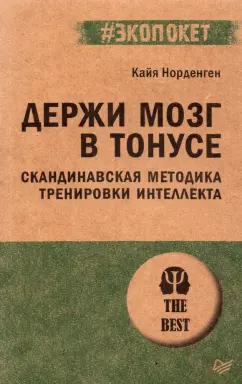 #ЭКОПОКЕТ
Кайя Норденген
ДЕРЖИ МОЗГ
В ТОНУСЕ
СКАНДИНАВСКАЯ МЕТОДИКА
ТРЕНИРОВКИ ИНТЕЛЛЕКТА
THE
BEST